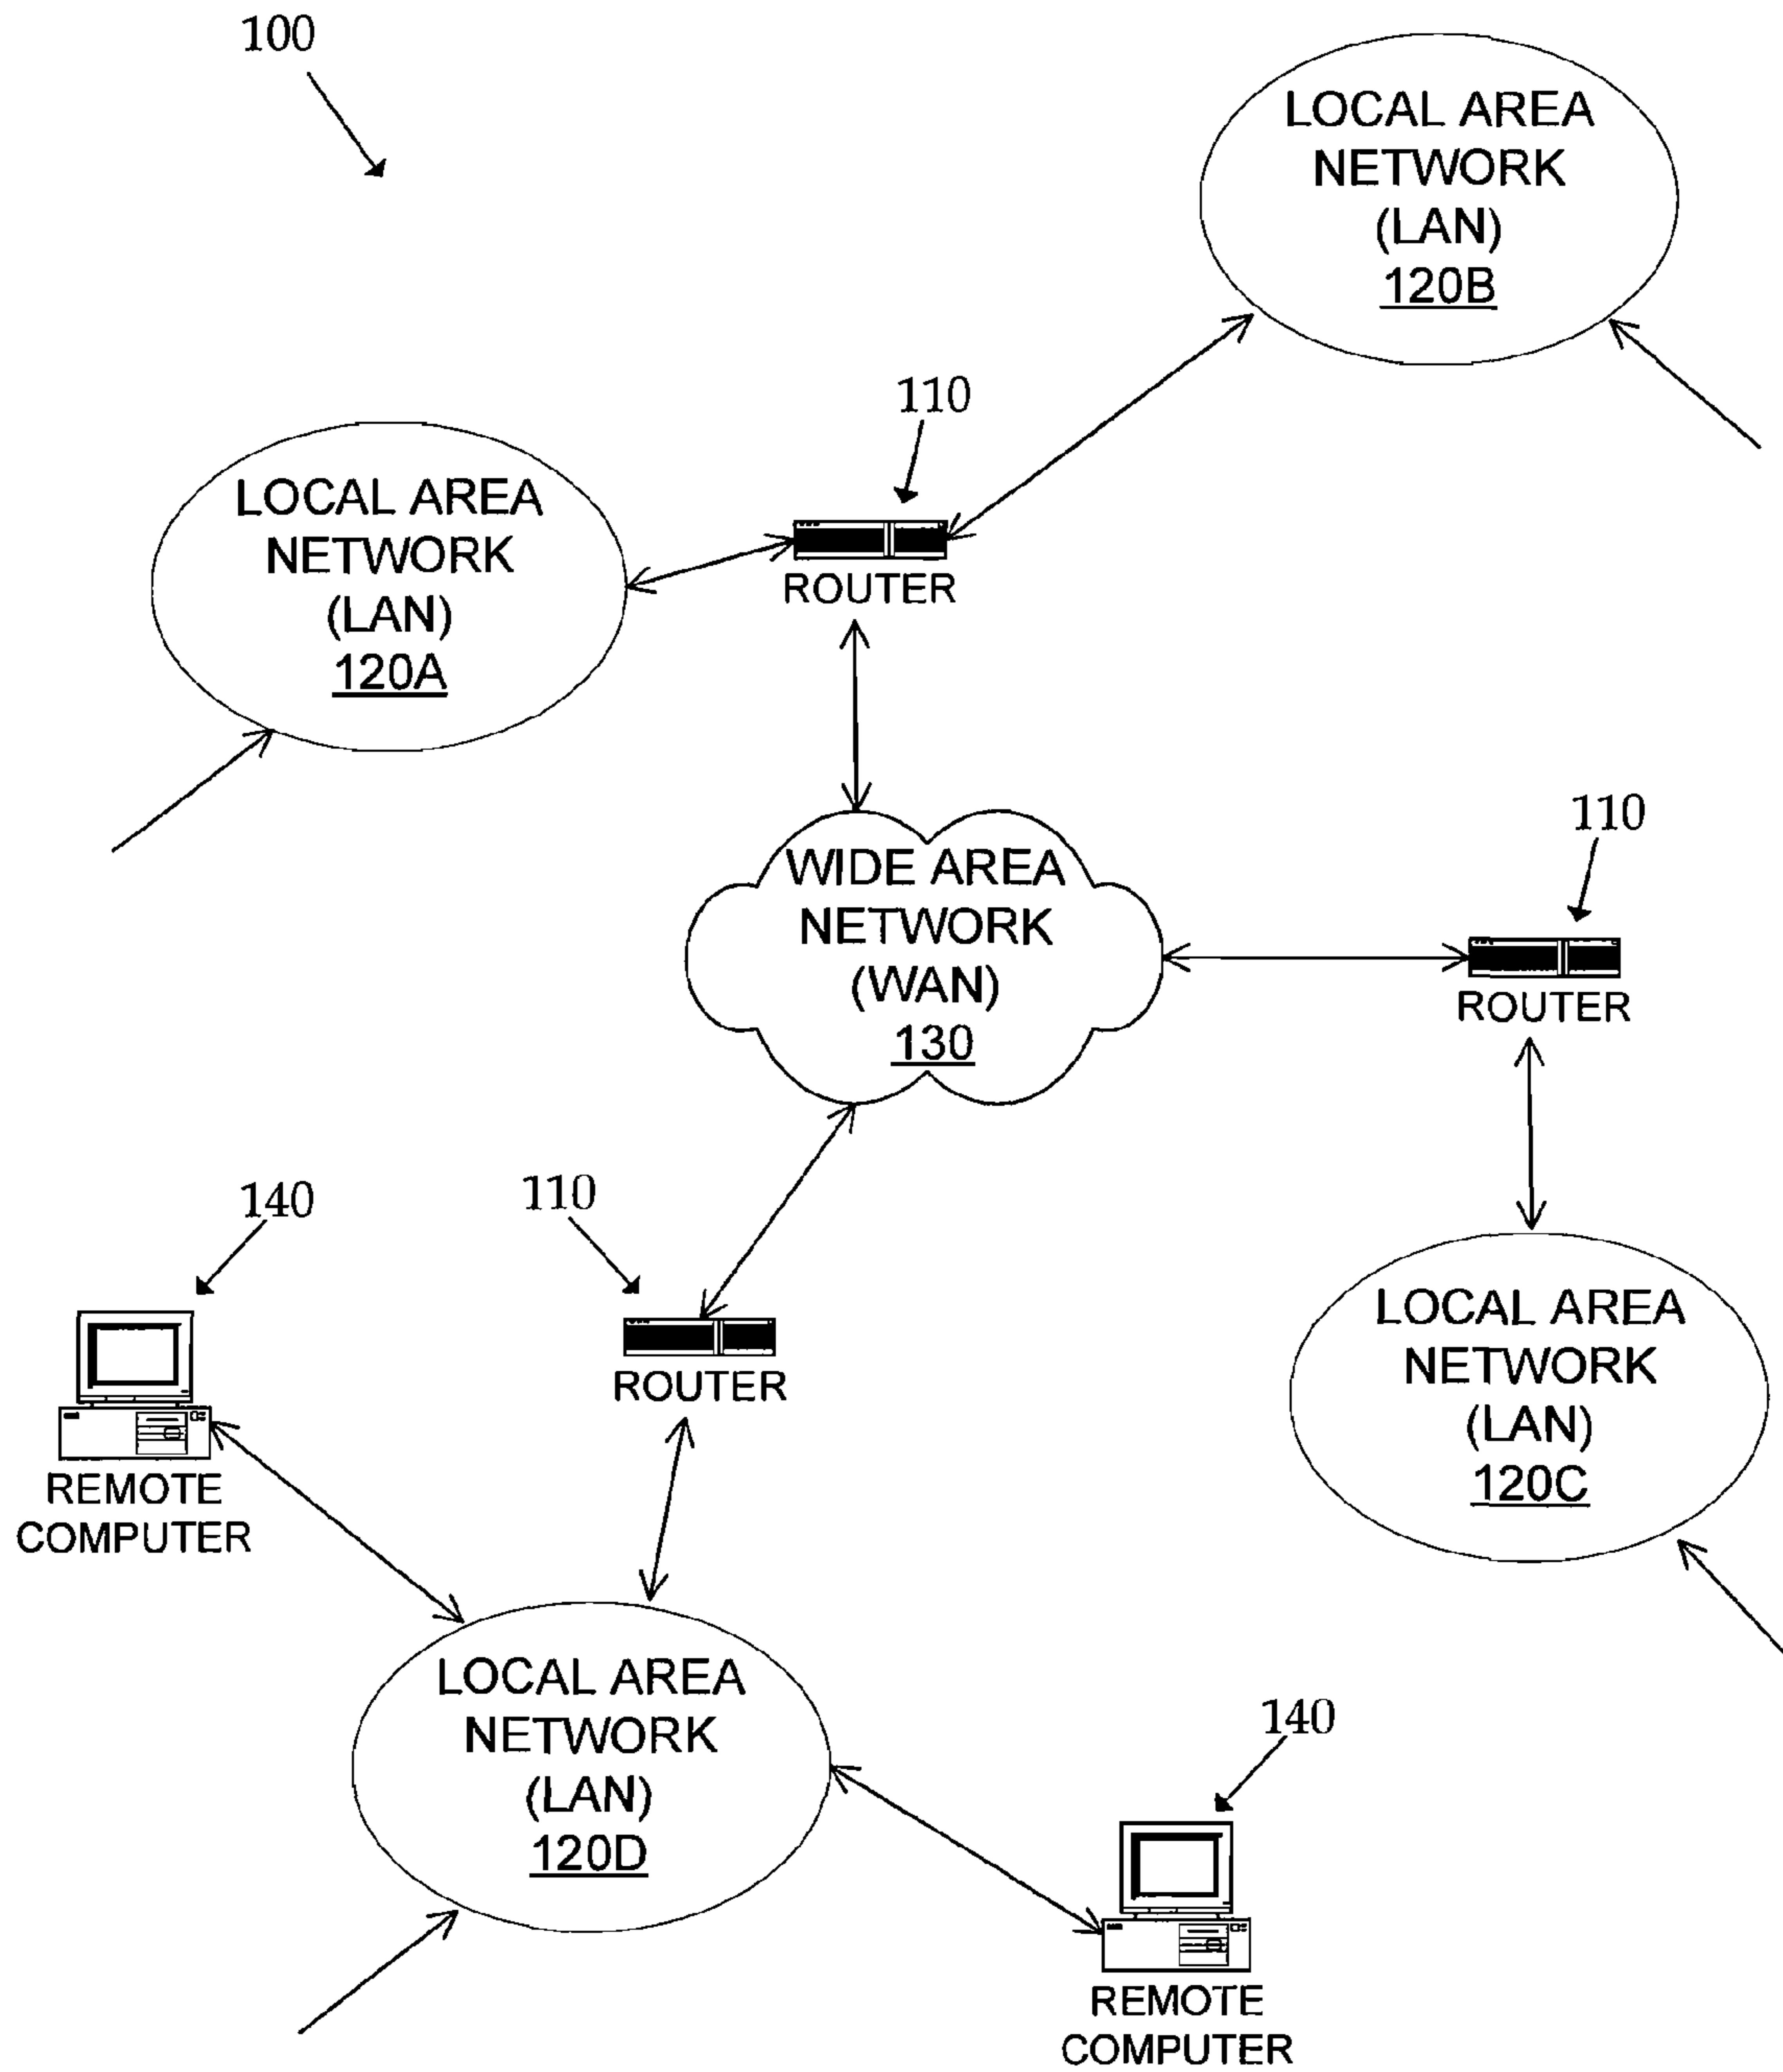 100
LOCAL AREA
NETWORK
(LAN)
120B
110
LOCAL AREA
NETWORK
(LAN)
120A
ROUTER
110
WIDE AREA
NETWORK
(WAN)
130
ROUTER
140
110
LOCAL AREA
NETWORK
(LAN)
120C
ROUTER
REMOTE
COMPUTER
LOCAL AREA
NETWORK
(LAN)
120D
140
REMOTE
COMPUTER